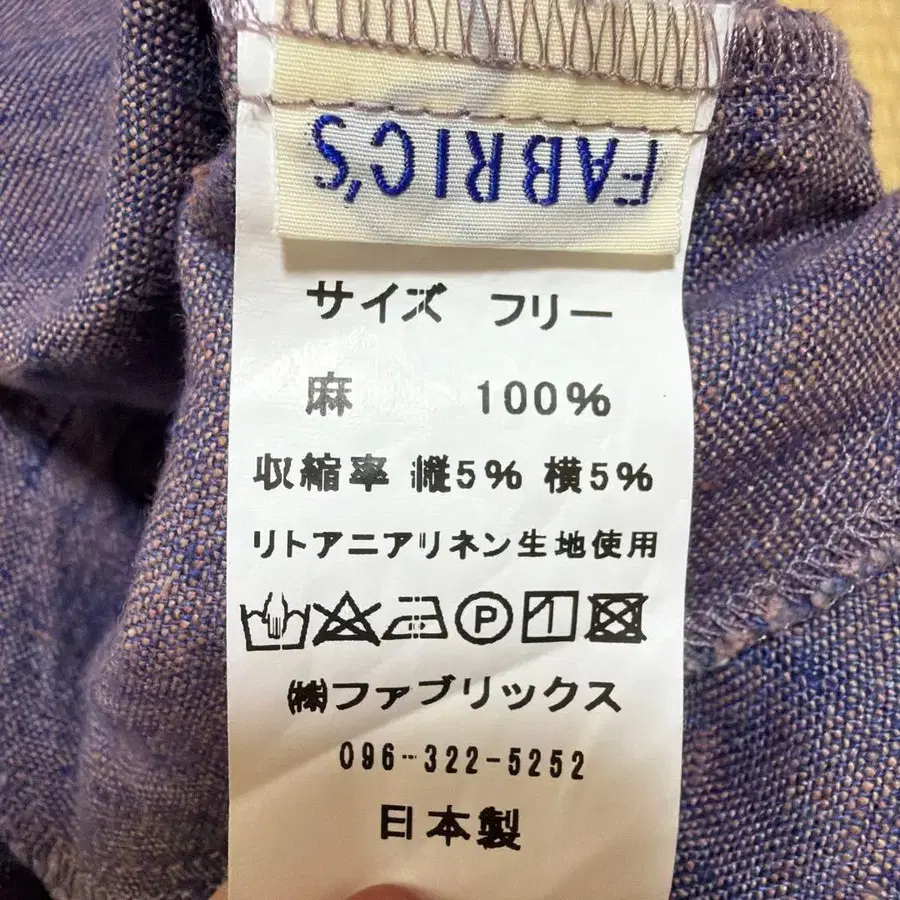 FABRIC'S
サイズ フリー
麻 100%
収縮率 縦5% 横5%
リトアニアリネン生地使用
P
㈱ファブリックス
096-322-5252
日本製